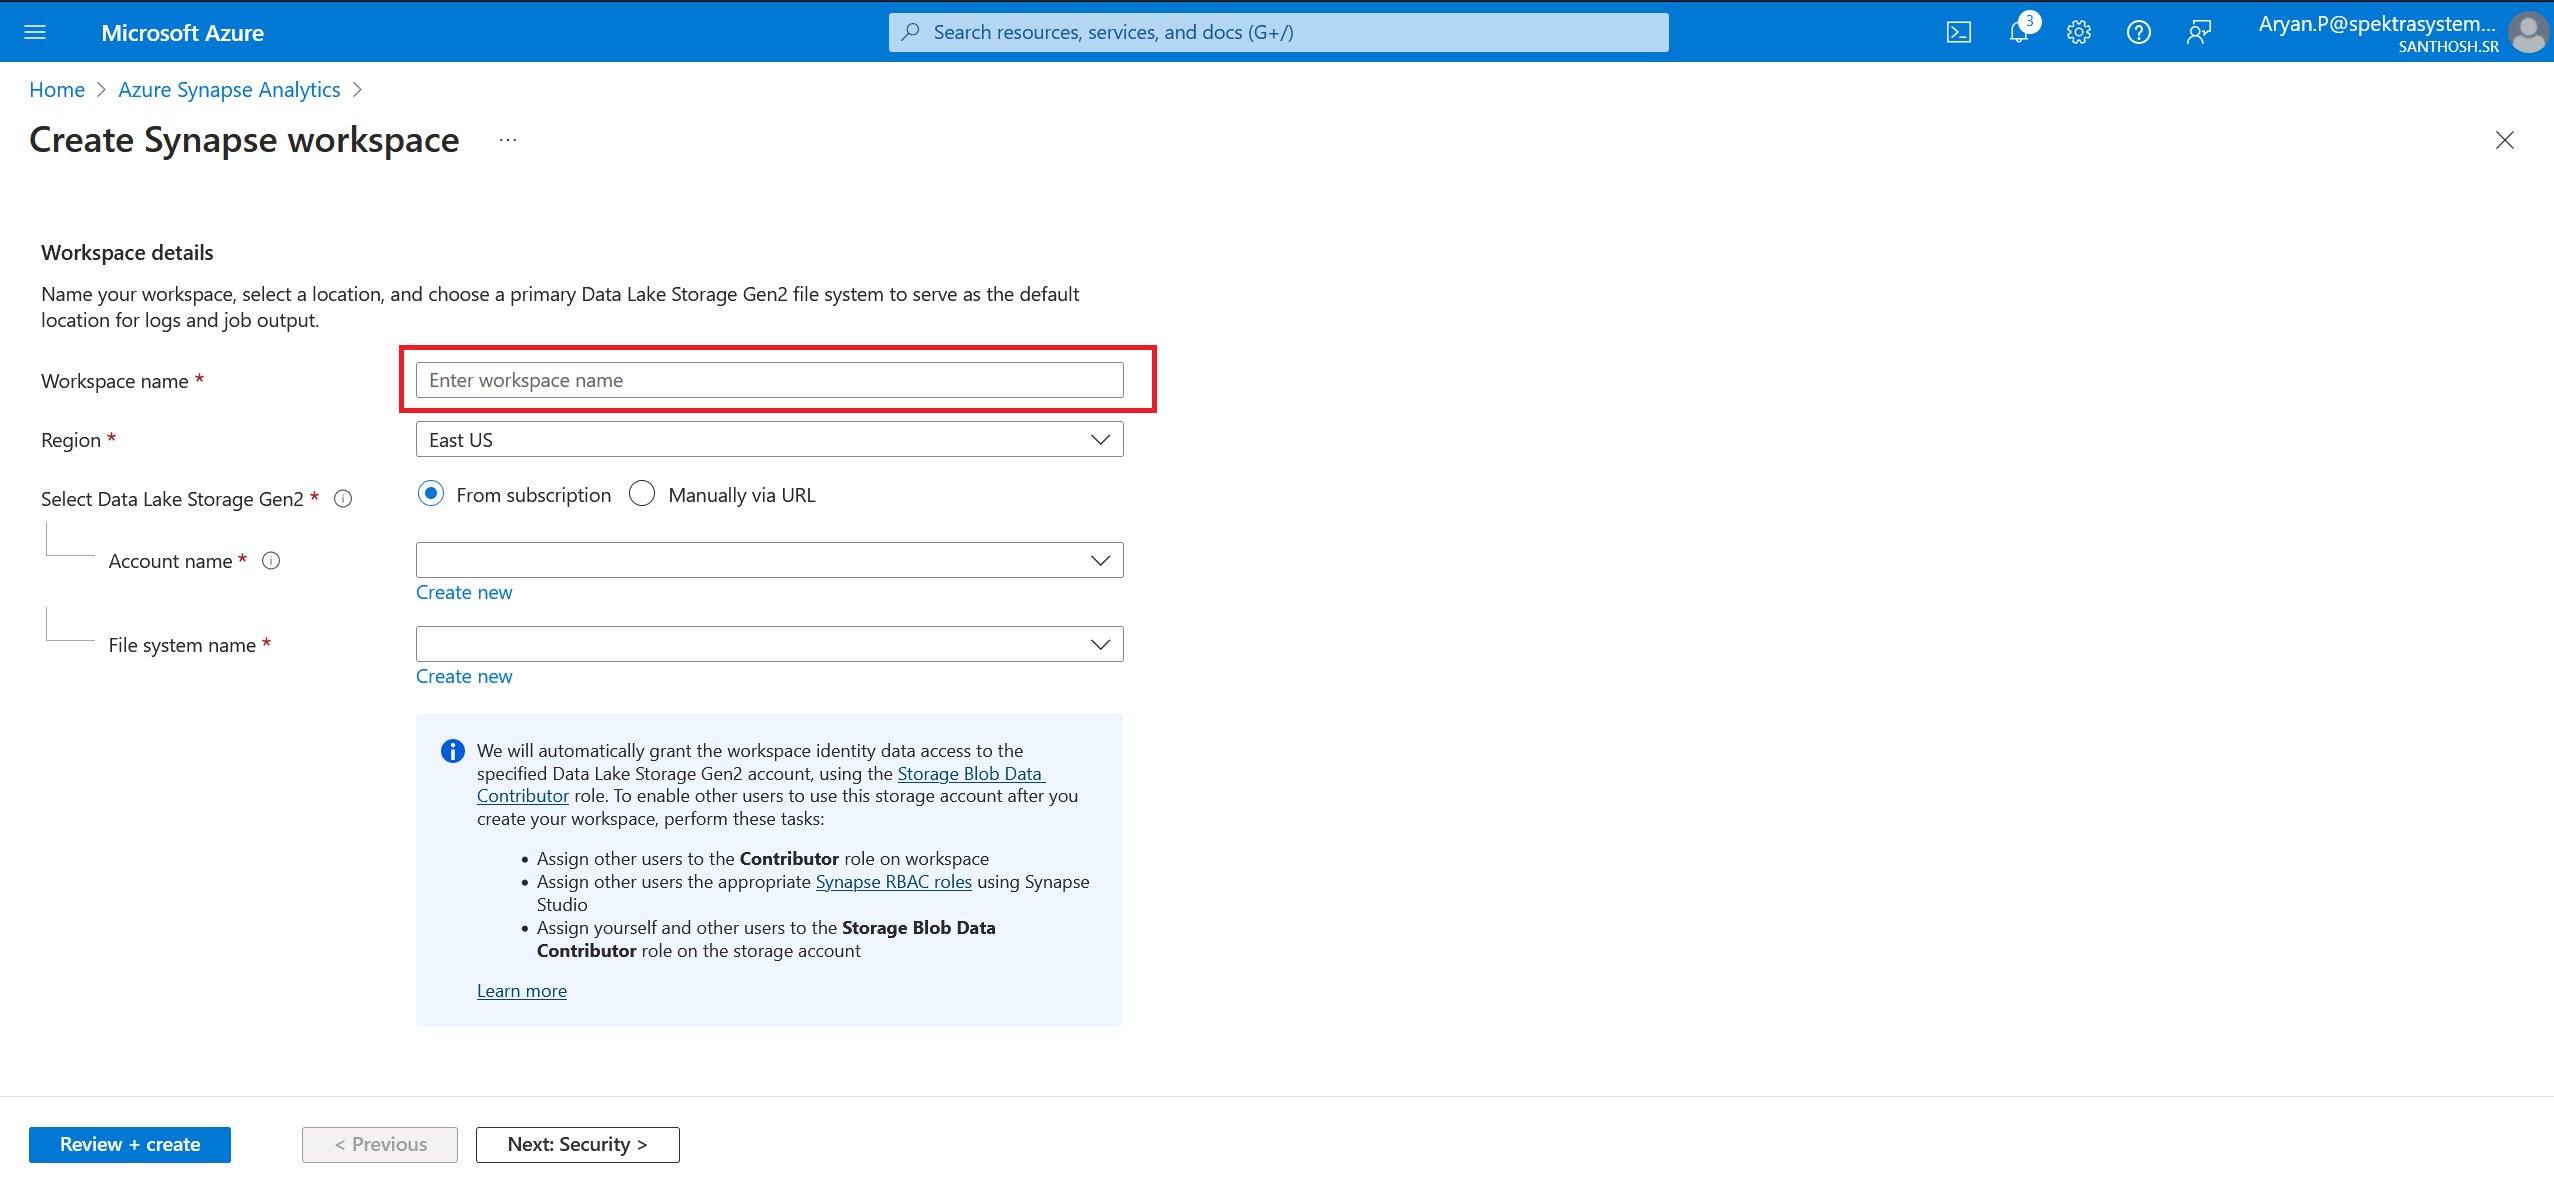 Microsoft Azure
Search resources, services, and docs (G+/)
3
Aryan.P@spektrasystem...
SANTHOSH.SR
Home > Azure Synapse Analytics >
Create Synapse workspace ...
Workspace details
Name your workspace, select a location, and choose a primary Data Lake Storage Gen2 file system to serve as the default
location for logs and job output.
Workspace name *
Enter workspace name
Region *
East US
Select Data Lake Storage Gen2 *
From subscription
Manually via URL
Account name *
Create new
File system name *
Create new
We will automatically grant the workspace identity data access to the
specified Data Lake Storage Gen2 account, using the Storage Blob Data
Contributor role. To enable other users to use this storage account after you
create your workspace, perform these tasks:
• Assign other users to the Contributor role on workspace
• Assign other users the appropriate Synapse RBAC roles using Synapse
Studio
• Assign yourself and other users to the Storage Blob Data
Contributor role on the storage account
Learn more
Review + create
< Previous
Next: Security >